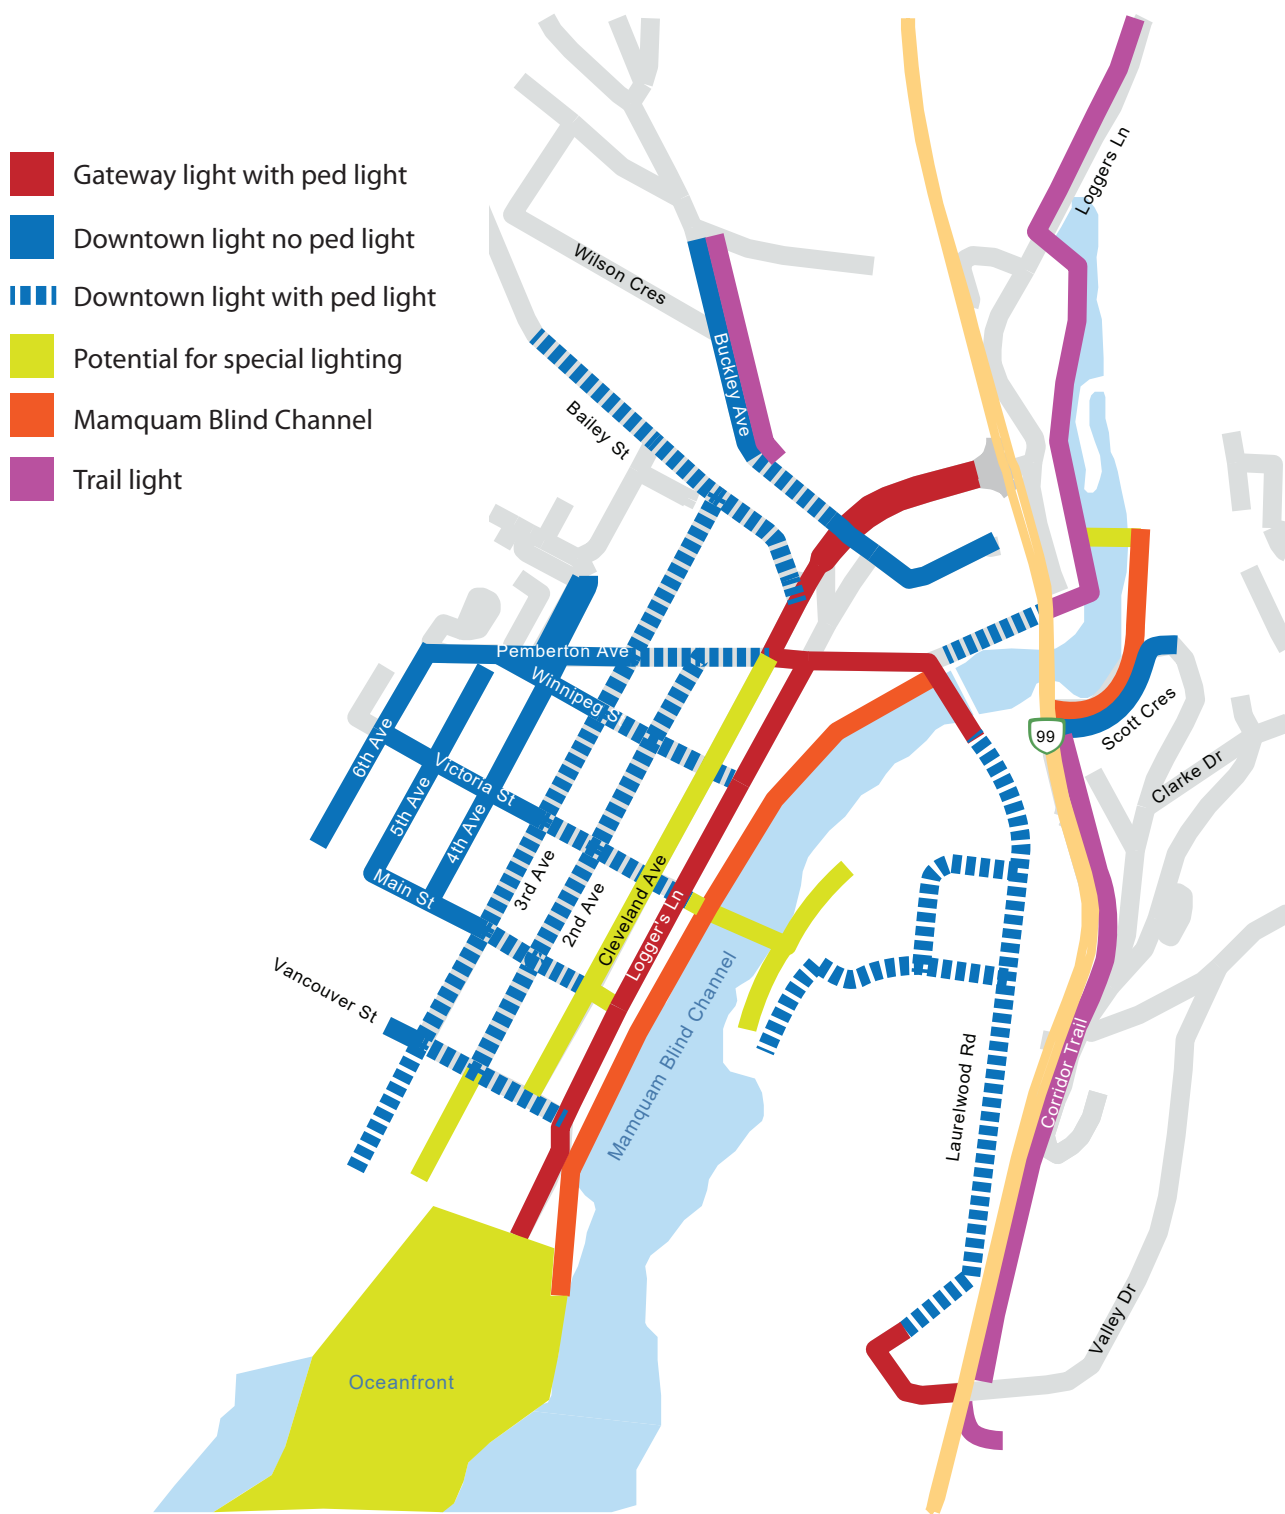 Gateway light with ped light
Downtown light no ped light
Downtown light with ped light
Potential for special lighting
Mamquam Blind Channel
Trail light
Loggers Ln
Wilson Cres
Buckley Ave
Bailey St
Pemberton Ave
Winnipeg S
Scott Cres
99
6th Ave
Victoria St
Clarke Dr
5th Ave
4th Ave
Main St
3rd Ave
2nd Ave
Cleveland Ave
Logger's Ln
Vancouver St
Mamquam Blind Channel
Laurelwood Rd
Corridor Trail
Valley Dr
Oceanfront